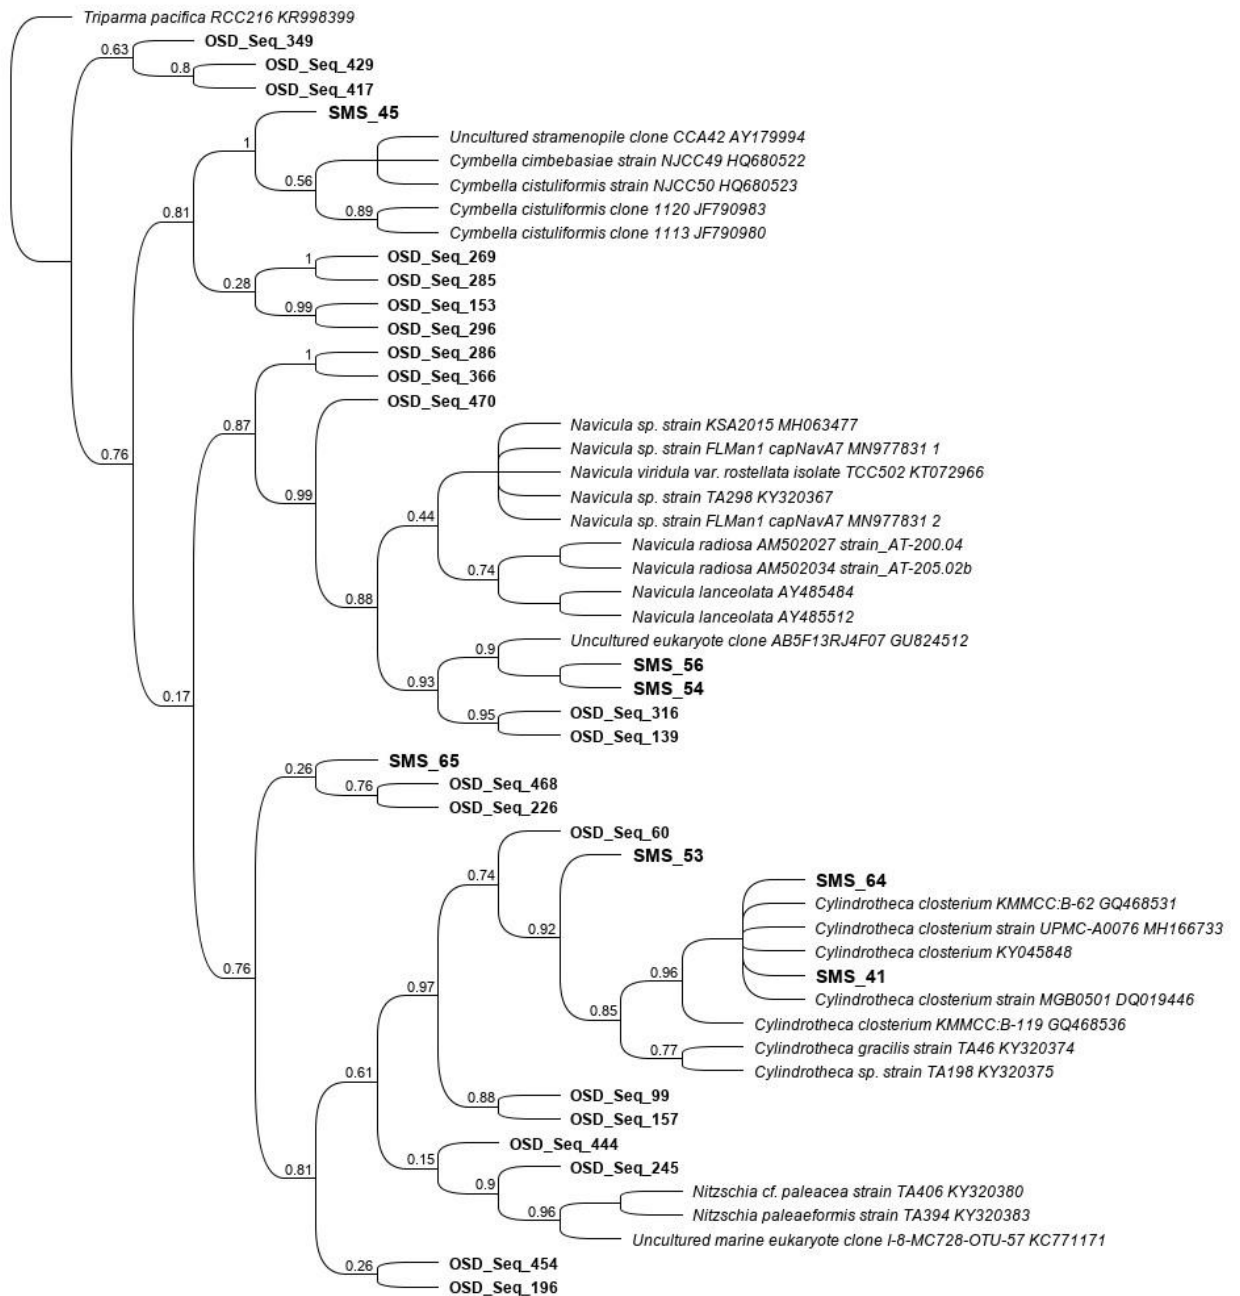 Triparma pacifica RCC216 KR998399
0.63
OSD_Seq_349
0.8
OSD_Seq_429
OSD_Seq_417
SMS_45
1
Uncultured stramenopile clone CCA42 AY179994
Cymbella cimbebasiae strain NJCC49 HQ680522
0.56
Cymbella cistuliformis strain NJCC50 HQ680523
0.81
0.89
Cymbella cistuliformis clone 1120 JF790983
Cymbella cistuliformis clone 1113 JF790980
1
OSD_Seq_269
0.28
OSD_Seq_285
0.99
OSD_Seq_153
OSD_Seq_296
1
OSD_Seq_286
OSD_Seq_366
OSD_Seq_470
0.87
Navicula sp. strain KSA2015 MH063477
0.76
Navicula sp. strain FLMan1 capNavA7 MN977831 1
Navicula viridula var. rostellata isolate TCC502 KT072966
0.99
Navicula sp. strain TA298 KY320367
0.44
Navicula sp. strain FLMan1 capNavA7 MN977831 2
Navicula radiosa AM502027 strain_AT-200.04
0.74
Navicula radiosa AM502034 strain_AT-205.02b
Navicula lanceolata AY485484
0.88
Navicula lanceolata AY485512
Uncultured eukaryote clone AB5F13RJ4F07 GU824512
0.9
SMS_56
0.93
SMS_54
0.17
0.95
OSD_Seq_316
OSD_Seq_139
0.26
SMS_65
0.76
OSD_Seq_468
OSD_Seq_226
OSD_Seq_60
SMS_53
0.74
SMS_64
Cylindrotheca closterium KMMCC:B-62 GQ468531
0.92
Cylindrotheca closterium strain UPMC-A0076 MH166733
Cylindrotheca closterium KY045848
0.76
0.96
SMS_41
0.97
Cylindrotheca closterium strain MGB0501 DQ019446
0.85
Cylindrotheca closterium KMMCC:B-119 GQ468536
0.77
Cylindrotheca gracilis strain TA46 KY320374
Cylindrotheca sp. strain TA198 KY320375
0.61
0.88
OSD_Seq_99
OSD_Seq_157
OSD_Seq_444
0.15
OSD_Seq_245
0.81
0.9
Nitzschia cf. paleacea strain TA406 KY320380
0.96
Nitzschia paleaeformis strain TA394 KY320383
Uncultured marine eukaryote clone I-8-MC728-OTU-57 KC771171
0.26
OSD_Seq_454
OSD_Seq_196